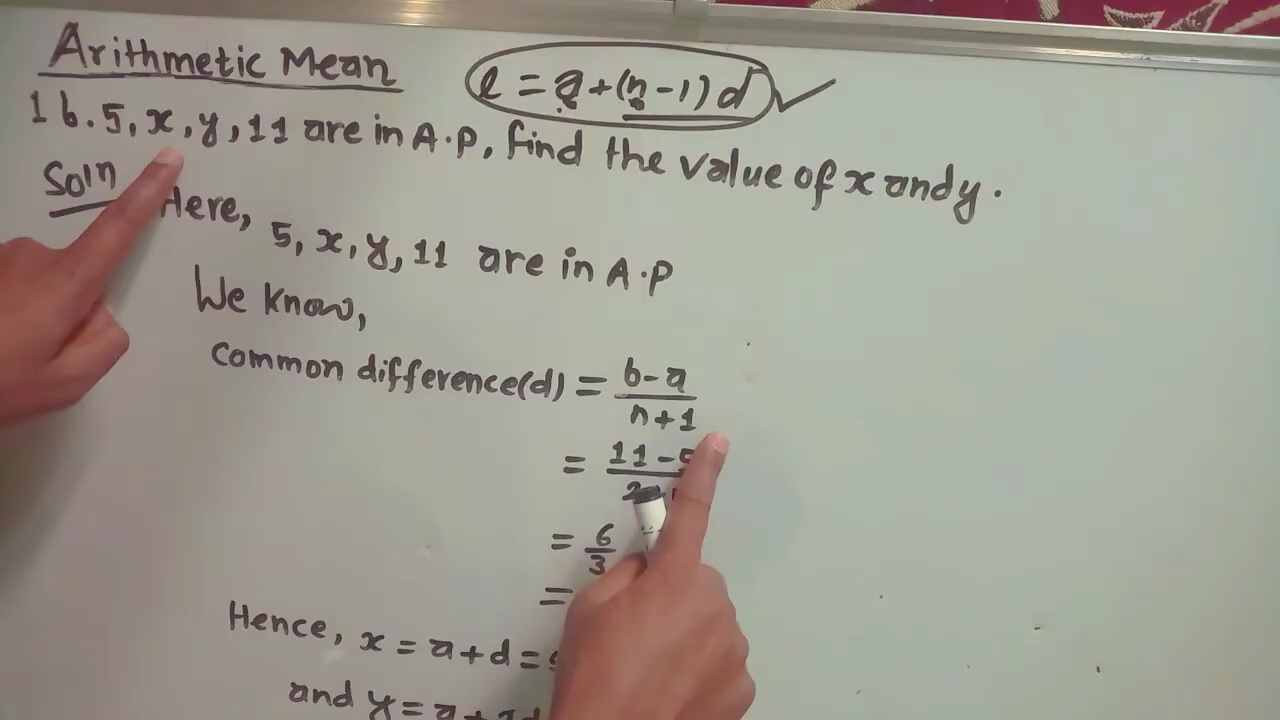 Arithmetic Mean
l = a + (n-1)d ✓
1 b. 5, x, y, 11 are in A.P, find the value of x and y.
Soln Here, 5, x, y, 11 are in A.P
We know,
common difference(d) = b-a / n+1
= 11-
= 6/3
=
Hence, x = a + d =
and y = a +